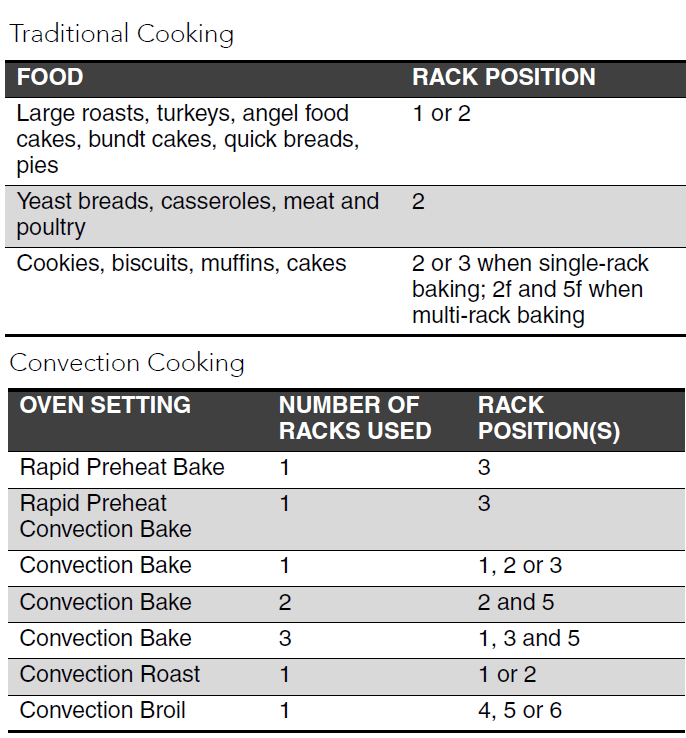 Traditional Cooking
FOOD RACK POSITION
Large roasts, turkeys, angel food 1 or 2
cakes, bundt cakes, quick breads,
pies
Yeast breads, casseroles, meat and 2
poultry
Cookies, biscuits, muffins, cakes 2 or 3 when single-rack
baking; 2f and 5f when
multi-rack baking
Convection Cooking
OVEN SETTING NUMBER OF RACK
RACKS USED POSITION(S)
Rapid Preheat Bake 1 3
Rapid Preheat 1 3
Convection Bake
Convection Bake 1 1, 2 or 3
Convection Bake 2 2 and 5
Convection Bake 3 1, 3 and 5
Convection Roast 1 1 or 2
Convection Broil 1 4, 5 or 6